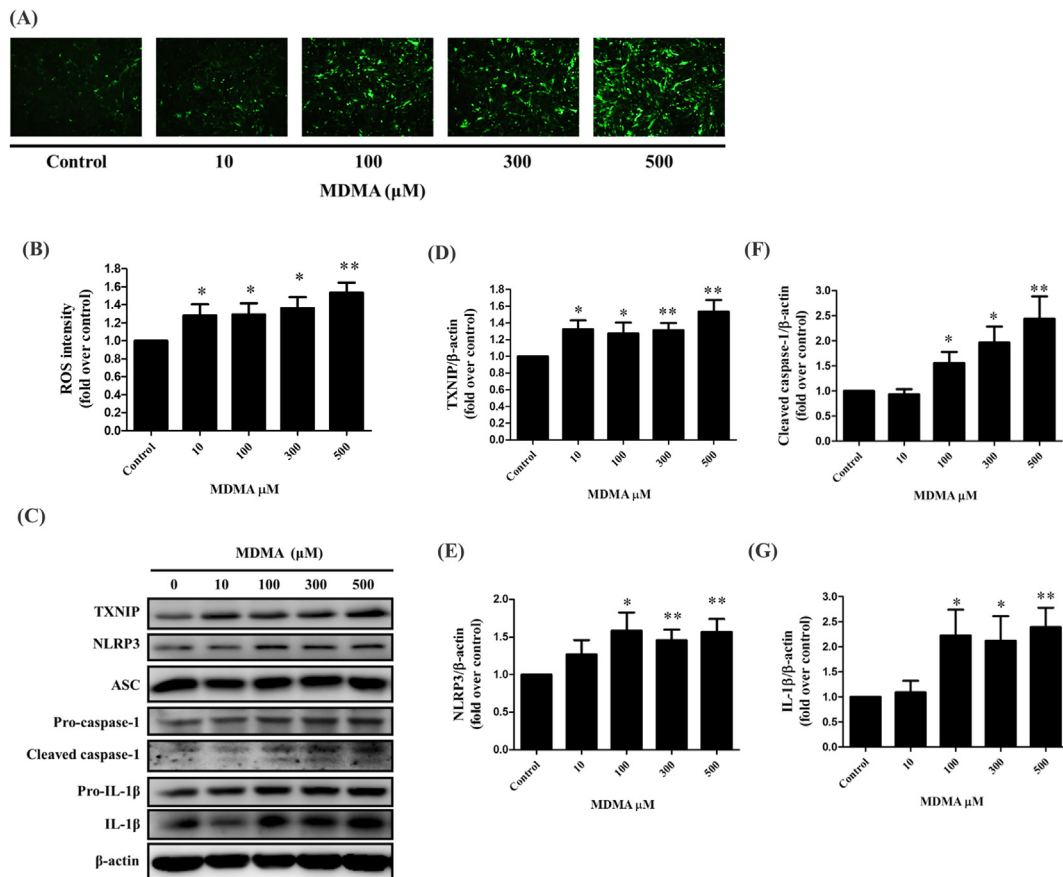 (A)
Control 10 100 300 500
MDMA (μM)
(B)
ROS intensity
(fold over control)
1.8
1.6
1.4
1.2
1.0
0.8
0.6
0.4
0.2
0.0
* * * **
Control 10 100 300 500
MDMA μM
(D)
TXNIP/β-actin
(fold over control)
1.8
1.6
1.4
1.2
1.0
0.8
0.6
0.4
0.2
0.0
* * ** **
Control 10 100 300 500
MDMA μM
(F)
Cleaved caspase-1/β-actin
(fold over control)
3.0
2.5
2.0
1.5
1.0
0.5
0.0
* * **
Control 10 100 300 500
MDMA μM
(C)
MDMA (μM)
0 10 100 300 500
TXNIP
NLRP3
ASC
Pro-caspase-1
Cleaved caspase-1
Pro-IL-1β
IL-1β
β-actin
(E)
NLRP3/β-actin
(fold over control)
2.0
1.5
1.0
0.5
0.0
* ** **
Control 10 100 300 500
MDMA μM
(G)
IL-1β/β-actin
(fold over control)
3.0
2.5
2.0
1.5
1.0
0.5
0.0
* * **
Control 10 100 300 500
MDMA μM